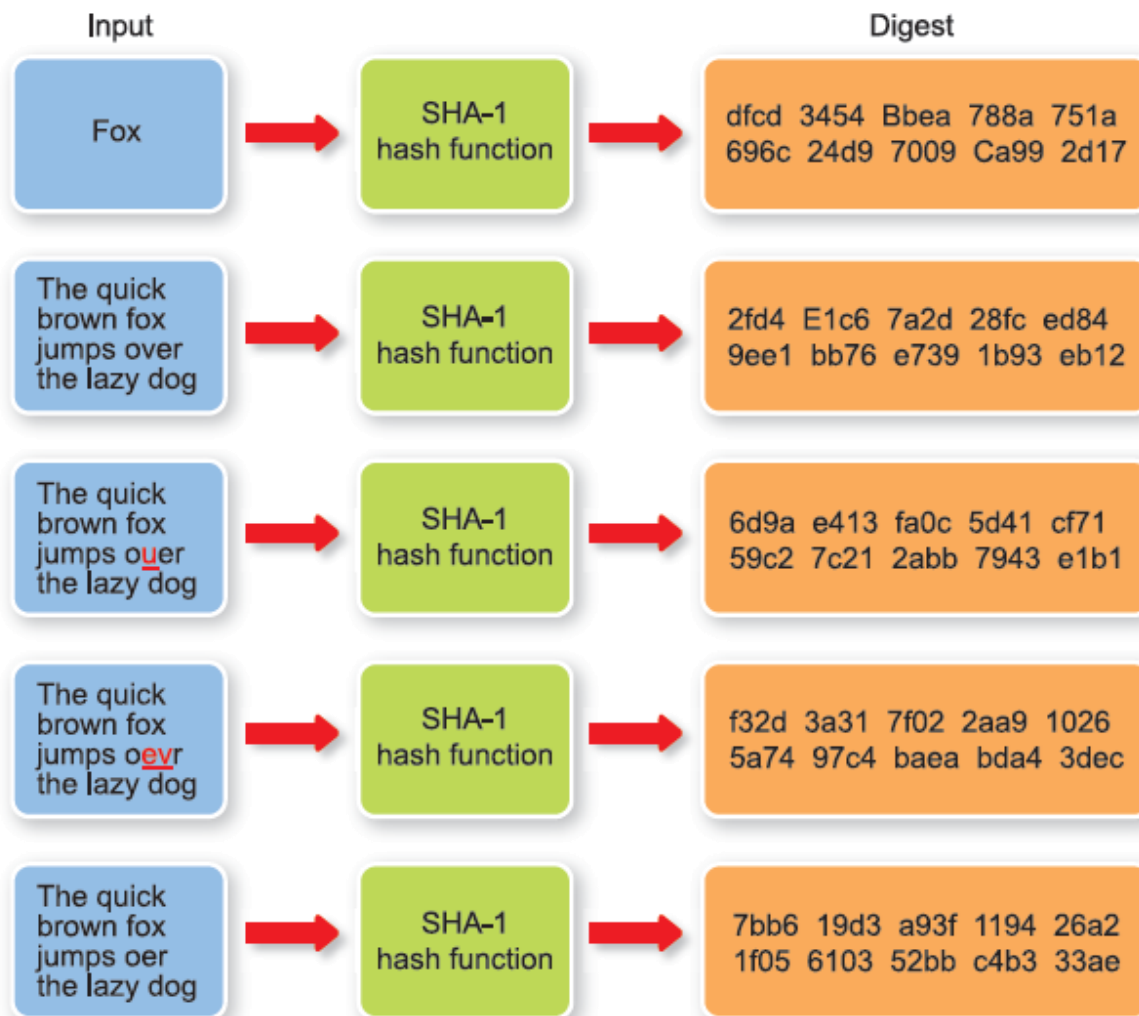 Input
Digest
Fox
SHA-1
hash function
dfcd 3454 Bbea 788a 751a
696c 24d9 7009 Ca99 2d17
The quick
brown fox
jumps over
the lazy dog
SHA-1
hash function
2fd4 E1c6 7a2d 28fc ed84
9ee1 bb76 e739 1b93 eb12
The quick
brown fox
jumps ouer
the lazy dog
SHA-1
hash function
6d9a e413 fa0c 5d41 cf71
59c2 7c21 2abb 7943 e1b1
The quick
brown fox
jumps oevr
the lazy dog
SHA-1
hash function
f32d 3a31 7f02 2aa9 1026
5a74 97c4 baea bda4 3dec
The quick
brown fox
jumps oer
the lazy dog
SHA-1
hash function
7bb6 19d3 a93f 1194 26a2
1f05 6103 52bb c4b3 33ae